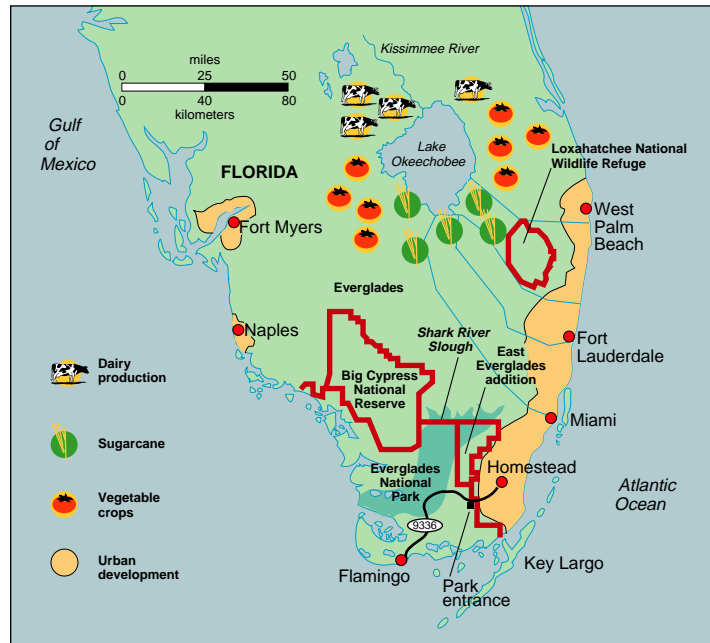 Kissimmee River
miles
0 25 50
0 40 80
kilometers
Gulf
of
Mexico
Lake
Okeechobee
Loxahatchee National
Wildlife Refuge
FLORIDA
Fort Myers
West
Palm
Beach
Everglades
Naples
Shark River
Slough
Fort
Lauderdale
East
Everglades
addition
Dairy
production
Big Cypress
National
Reserve
Miami
Sugarcane
Everglades
National
Park
Homestead
Atlantic
Ocean
Vegetable
crops
9336
Urban
development
Flamingo
Key Largo
Park
entrance